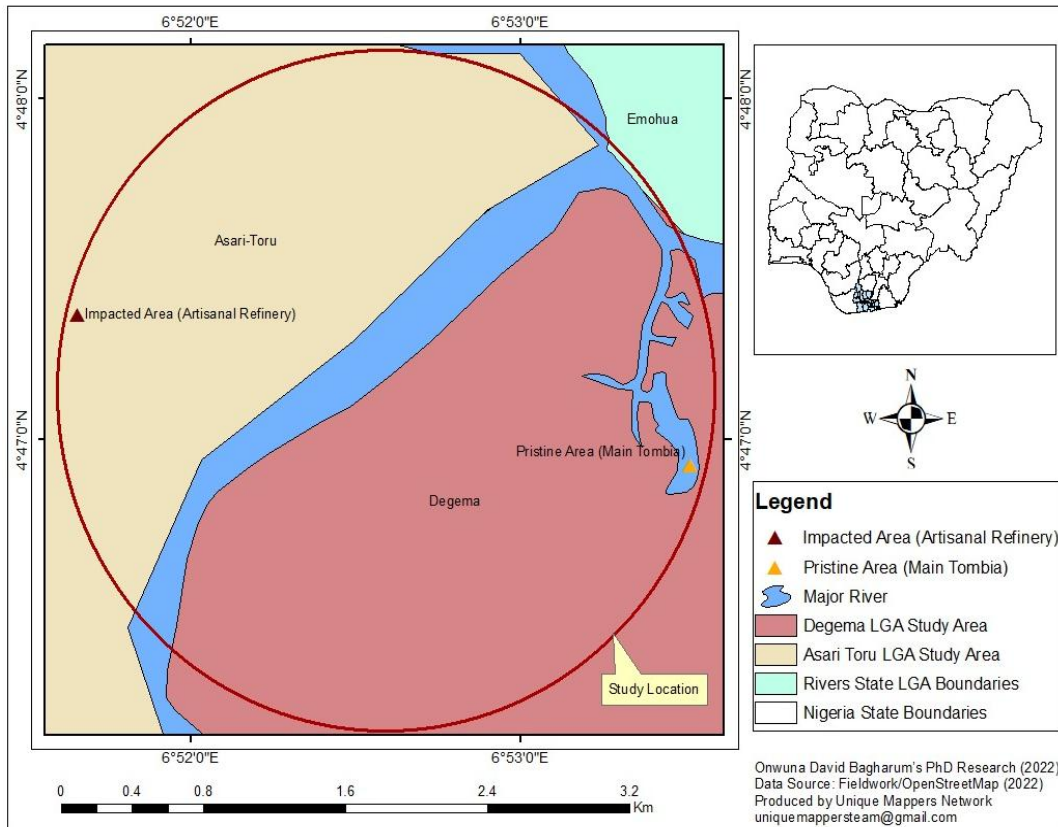 6°52'0"E
6°53'0"E
4°48'0"N
4°48'0"N
Emohua
Asari-Toru
Impacted Area (Artisanal Refinery)
4°47'0"N
4°47'0"N
Pristine Area (Main Tombia)
Degema
Study Location
6°52'0"E
6°53'0"E
0
0.4
0.8
1.6
2.4
3.2
Km
N
W
E
S
Legend
Impacted Area (Artisanal Refinery)
Pristine Area (Main Tombia)
Major River
Degema LGA Study Area
Asari Toru LGA Study Area
Rivers State LGA Boundaries
Nigeria State Boundaries
Onwuna David Bagharum's PhD Research (2022)
Data Source: Fieldwork/OpenStreetMap (2022)
Produced by Unique Mappers Network
uniquemappersteam@gmail.com